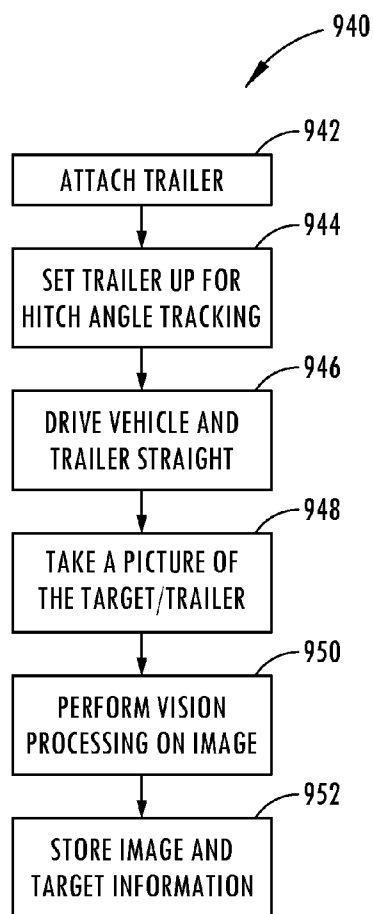 940
942
ATTACH TRAILER
944
SET TRAILER UP FOR
HITCH ANGLE TRACKING
946
DRIVE VEHICLE AND
TRAILER STRAIGHT
948
TAKE A PICTURE OF
THE TARGET/TRAILER
950
PERFORM VISION
PROCESSING ON IMAGE
952
STORE IMAGE AND
TARGET INFORMATION